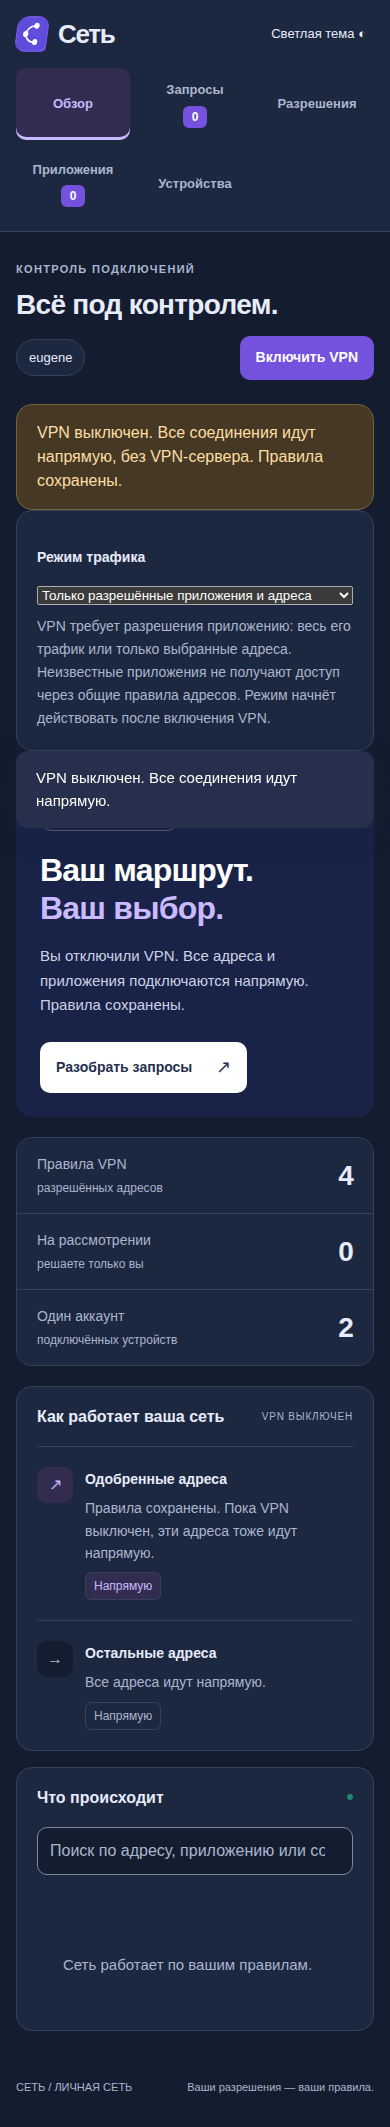 Сеть
Светлая тема
Обзор
Запросы
0
Разрешения
Приложения
0
Устройства
КОНТРОЛЬ ПОДКЛЮЧЕНИЙ
Всё под контролем.
eugene
Включить VPN
VPN выключен. Все соединения идут
напрямую, без VPN-сервера. Правила
сохранены.
Режим трафика
Только разрешённые приложения и адреса
VPN требует разрешения приложению: весь его
трафик или только выбранные адреса.
Неизвестные приложения не получают доступ
через общие правила адресов. Режим начнёт
действовать после включения VPN.
VPN выключен. Все соединения идут
напрямую.
Ваш маршрут.
Ваш выбор.
Вы отключили VPN. Все адреса и
приложения подключаются напрямую.
Правила сохранены.
Разобрать запросы ↗
Правила VPN
разрешённых адресов
4
На рассмотрении
решаете только вы
0
Один аккаунт
подключённых устройств
2
Как работает ваша сеть
VPN ВЫКЛЮЧЕН
↗
Одобренные адреса
Правила сохранены. Пока VPN
выключен, эти адреса тоже идут
напрямую.
Напрямую
→
Остальные адреса
Все адреса идут напрямую.
Напрямую
Что происходит
Поиск по адресу, приложению или сс
Сеть работает по вашим правилам.
СЕТЬ / ЛИЧНАЯ СЕТЬ
Ваши разрешения — ваши правила.